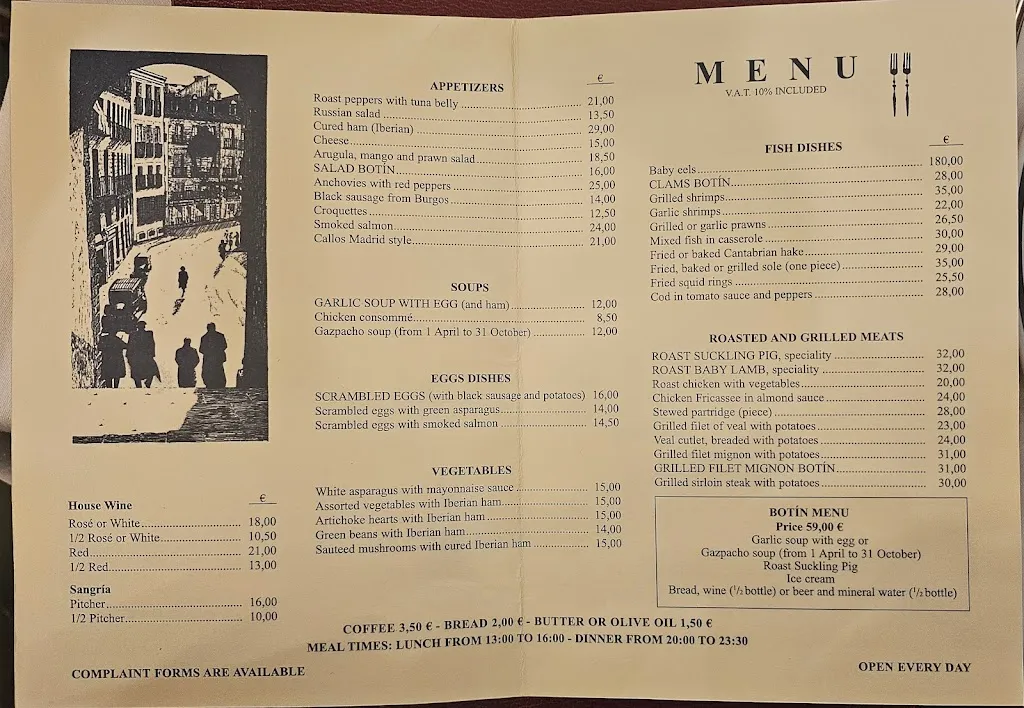 APPETIZERS €
Roast peppers with tuna belly 21,00
Russian salad 13,50
Cured ham (Iberian) 29,00
Cheese 15,00
Arugula, mango and prawn salad 18,50
SALAD BOTÍN 16,00
Anchovies with red peppers 25,00
Black sausage from Burgos 14,00
Croquettes 12,50
Smoked salmon 24,00
Callos Madrid style 21,00
SOUPS
GARLIC SOUP WITH EGG (and ham) 12,00
Chicken consommé 8,50
Gazpacho soup (from 1 April to 31 October) 12,00
EGGS DISHES
SCRAMBLED EGGS (with black sausage and potatoes) 16,00
Scrambled eggs with green asparagus 14,00
Scrambled eggs with smoked salmon 14,50
VEGETABLES
White asparagus with mayonnaise sauce 15,00
Assorted vegetables with Iberian ham 15,00
Artichoke hearts with Iberian ham 15,00
Green beans with Iberian ham 14,00
Sauteed mushrooms with cured Iberian ham 15,00
House Wine €
Rosé or White 18,00
1/2 Rosé or White 10,50
Red 21,00
1/2 Red 13,00
Sangría
Pitcher 16,00
1/2 Pitcher 10,00
MENU
V.A.T. 10% INCLUDED
FISH DISHES €
Baby eels 180,00
CLAMS BOTÍN 28,00
Grilled shrimps 35,00
Garlic shrimps 22,00
Grilled or garlic prawns 26,50
Mixed fish in casserole 30,00
Fried or baked Cantabrian hake 29,00
Fried, baked or grilled sole (one piece) 35,00
Fried squid rings 25,50
Cod in tomato sauce and peppers 28,00
ROASTED AND GRILLED MEATS
ROAST SUCKLING PIG, speciality 32,00
ROAST BABY LAMB, speciality 32,00
Roast chicken with vegetables 20,00
Chicken Fricassee in almond sauce 24,00
Stewed partridge (piece) 28,00
Grilled filet of veal with potatoes 23,00
Veal cutlet, breaded with potatoes 24,00
Grilled filet mignon with potatoes 31,00
GRILLED FILET MIGNON BOTÍN 31,00
Grilled sirloin steak with potatoes 30,00
BOTÍN MENU
Price 59,00 €
Garlic soup with egg or
Gazpacho soup (from 1 April to 31 October)
Roast Suckling Pig
Ice cream
Bread, wine (1/2 bottle) or beer and mineral water (1/2 bottle)
COFFEE 3,50 € - BREAD 2,00 € - BUTTER OR OLIVE OIL 1,50 €
MEAL TIMES: LUNCH FROM 13:00 TO 16:00 - DINNER FROM 20:00 TO 23:30
COMPLAINT FORMS ARE AVAILABLE
OPEN EVERY DAY